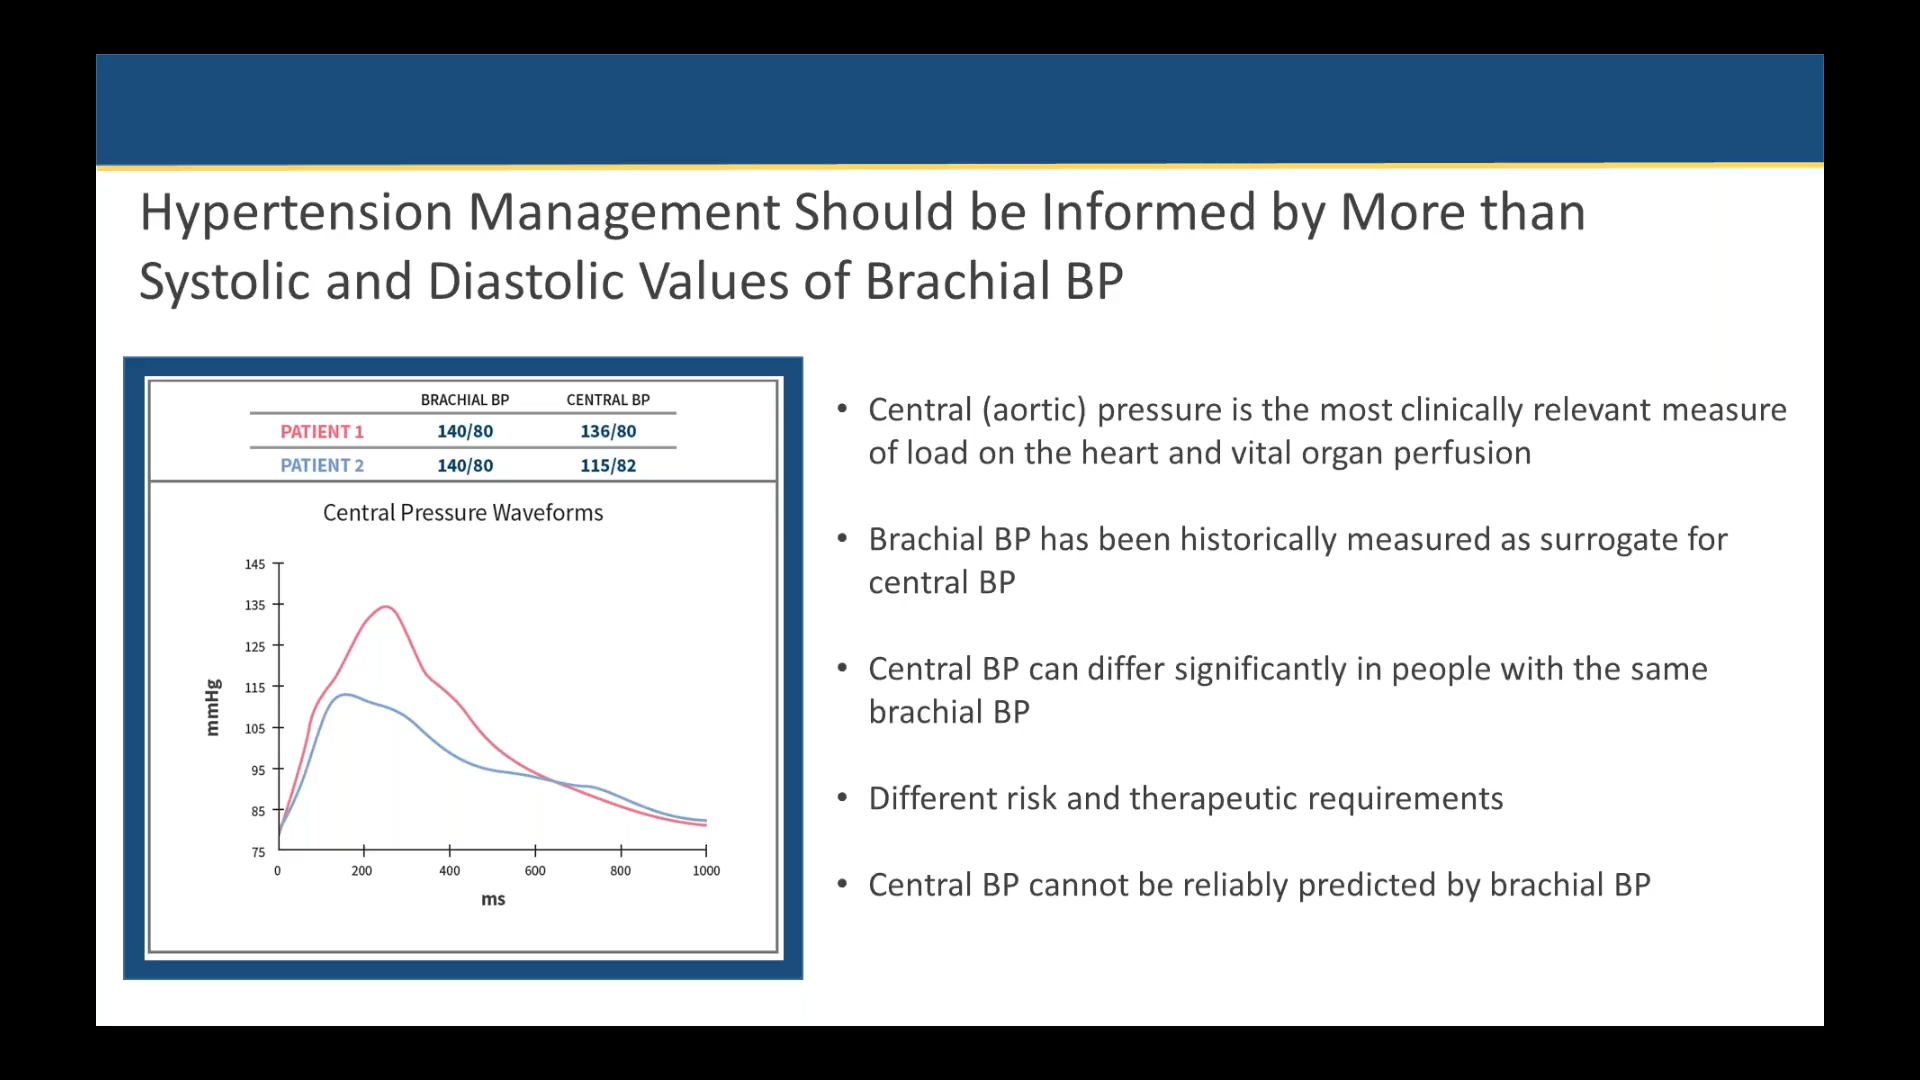 Hypertension Management Should be Informed by More than
Systolic and Diastolic Values of Brachial BP
BRACHIAL BP CENTRAL BP
PATIENT 1 140/80 136/80
PATIENT 2 140/80 115/82
Central Pressure Waveforms
145
135
125
115
105
95
85
75
mmHg
0 200 400 600 800 1000
ms
• Central (aortic) pressure is the most clinically relevant measure
of load on the heart and vital organ perfusion
• Brachial BP has been historically measured as surrogate for
central BP
• Central BP can differ significantly in people with the same
brachial BP
• Different risk and therapeutic requirements
• Central BP cannot be reliably predicted by brachial BP